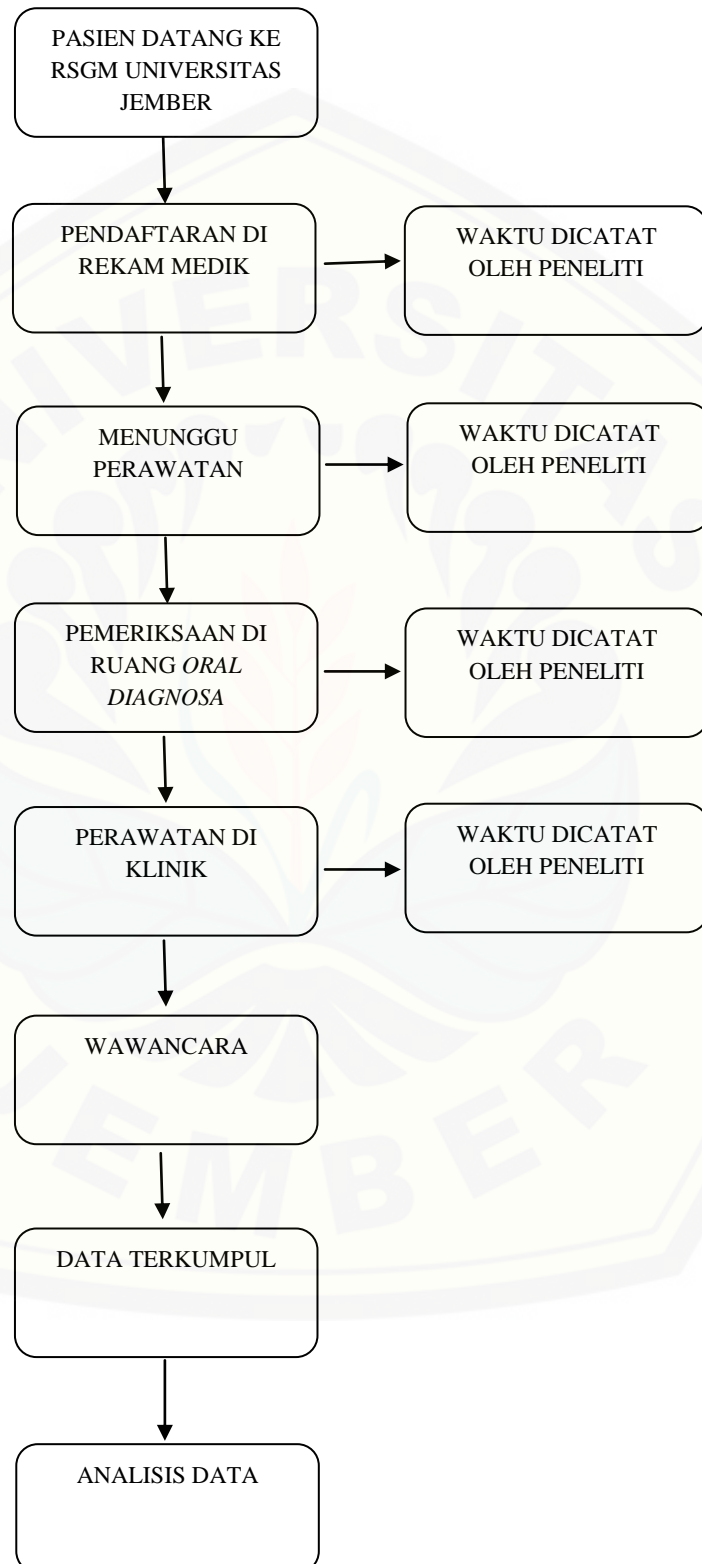 PASIEN DATANG KE
RSGM UNIVERSITAS
JEMBER
PENDAFTARAN DI
REKAM MEDIK
WAKTU DICATAT
OLEH PENELITI
MENUNGGU
PERAWATAN
WAKTU DICATAT
OLEH PENELITI
PEMERIKSAAN DI
RUANG ORAL
DIAGNOSA
WAKTU DICATAT
OLEH PENELITI
PERAWATAN DI
KLINIK
WAKTU DICATAT
OLEH PENELITI
WAWANCARA
DATA TERKUMPUL
ANALISIS DATA
UNIVERSITAS
JEMBER